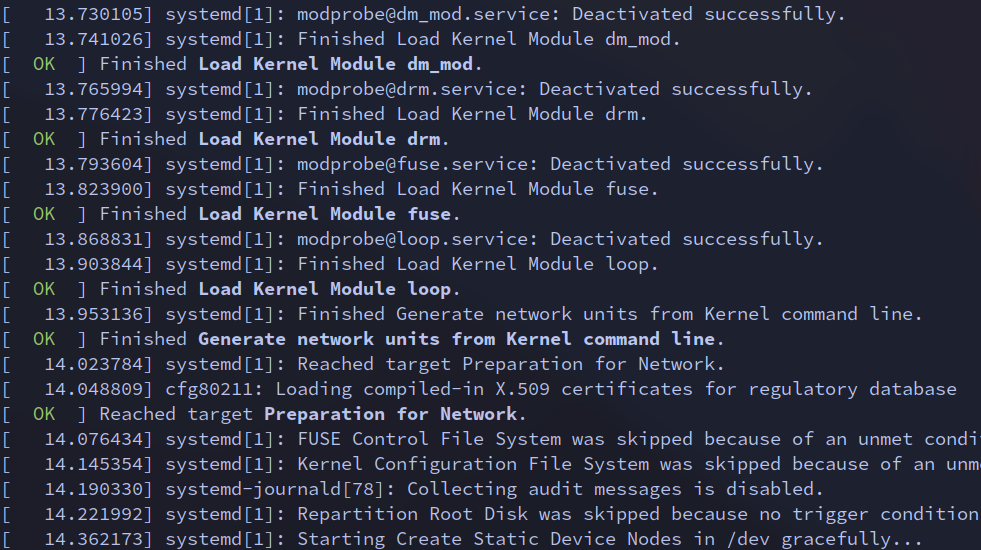 [   13.730105] systemd[1]: modprobe@dm_mod.service: Deactivated successfully.
[   13.741026] systemd[1]: Finished Load Kernel Module dm_mod.
[  OK  ] Finished Load Kernel Module dm_mod.
[   13.765994] systemd[1]: modprobe@drm.service: Deactivated successfully.
[   13.776423] systemd[1]: Finished Load Kernel Module drm.
[  OK  ] Finished Load Kernel Module drm.
[   13.793604] systemd[1]: modprobe@fuse.service: Deactivated successfully.
[   13.823900] systemd[1]: Finished Load Kernel Module fuse.
[  OK  ] Finished Load Kernel Module fuse.
[   13.868831] systemd[1]: modprobe@loop.service: Deactivated successfully.
[   13.903844] systemd[1]: Finished Load Kernel Module loop.
[  OK  ] Finished Load Kernel Module loop.
[   13.953136] systemd[1]: Finished Generate network units from Kernel command line.
[  OK  ] Finished Generate network units from Kernel command line.
[   14.023784] systemd[1]: Reached target Preparation for Network.
[   14.048809] cfg80211: Loading compiled-in X.509 certificates for regulatory database
[  OK  ] Reached target Preparation for Network.
[   14.076434] systemd[1]: FUSE Control File System was skipped because of an unmet condi
[   14.145354] systemd[1]: Kernel Configuration File System was skipped because of an unm
[   14.190330] systemd-journald[78]: Collecting audit messages is disabled.
[   14.221992] systemd[1]: Repartition Root Disk was skipped because no trigger condition
[   14.362173] systemd[1]: Starting Create Static Device Nodes in /dev gracefully...